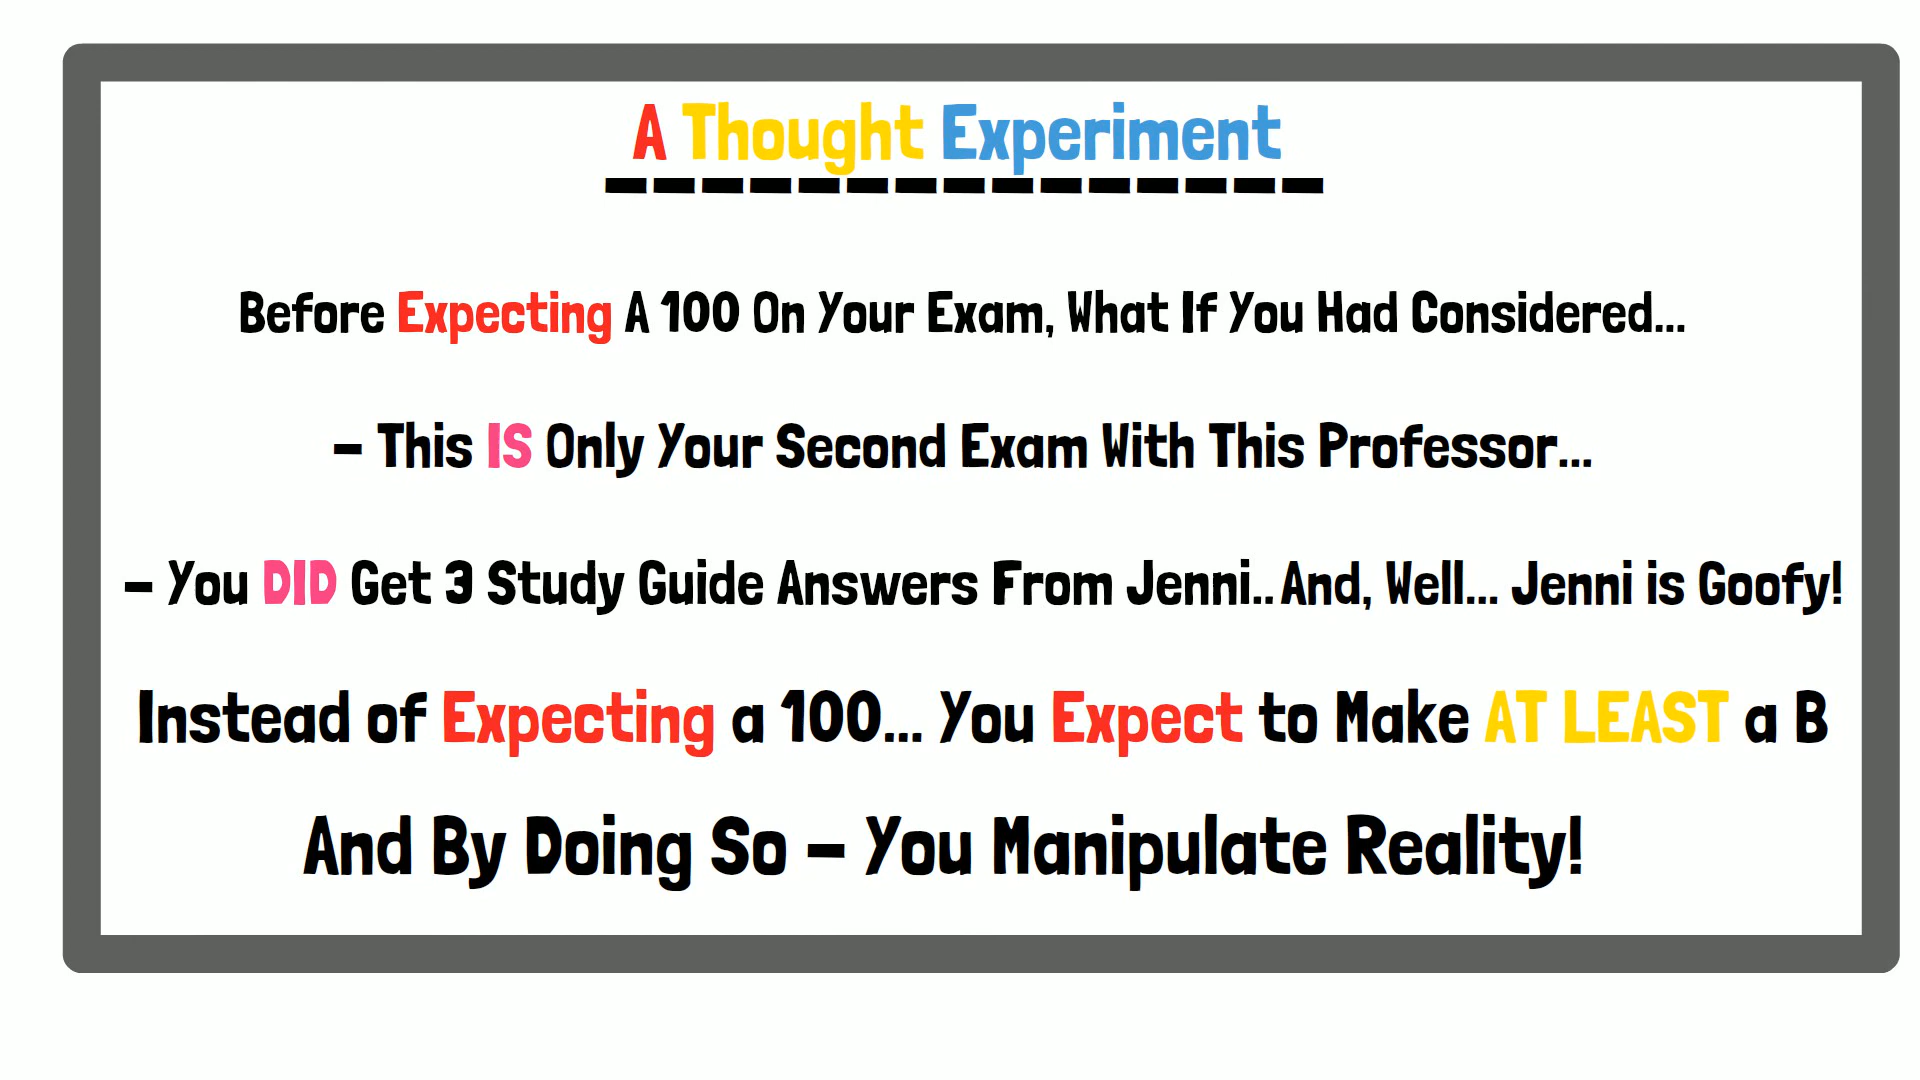 A Thought Experiment
Before Expecting A 100 On Your Exam, What If You Had Considered...
- This IS Only Your Second Exam With This Professor...
- You DID Get 3 Study Guide Answers From Jenni.. And, Well... Jenni is Goofy!
Instead of Expecting a 100... You Expect to Make AT LEAST a B
And By Doing So - You Manipulate Reality!